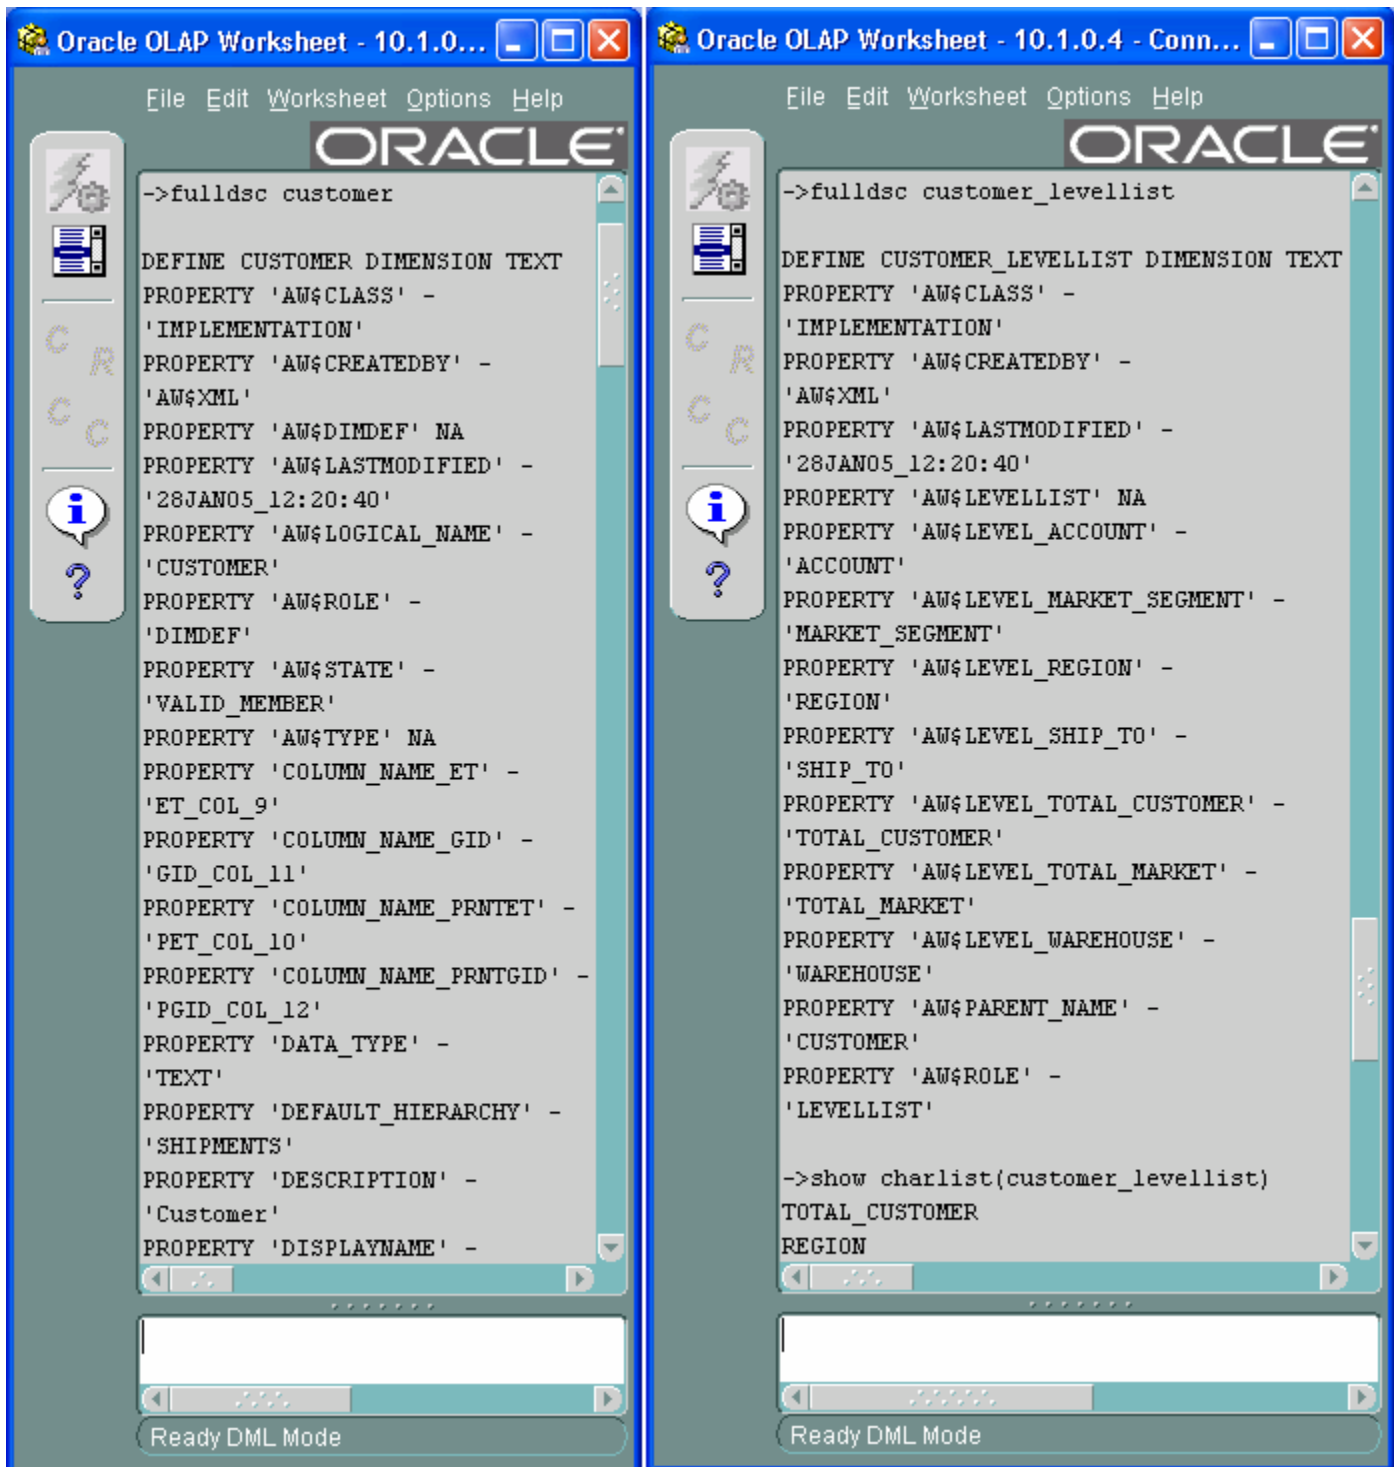 Oracle OLAP Worksheet - 10.1.0...
File Edit Worksheet Options Help
ORACLE
->fulldsc customer
DEFINE CUSTOMER DIMENSION TEXT
PROPERTY 'AW$CLASS' -
'IMPLEMENTATION'
PROPERTY 'AW$CREATEDBY' -
'AW$XML'
PROPERTY 'AW$DIMDEF' NA
PROPERTY 'AW$LASTMODIFIED' -
'28JAN05_12:20:40'
PROPERTY 'AW$LOGICAL_NAME' -
'CUSTOMER'
PROPERTY 'AW$ROLE' -
'DIMDEF'
PROPERTY 'AW$STATE' -
'VALID_MEMBER'
PROPERTY 'AW$TYPE' NA
PROPERTY 'COLUMN_NAME_ET' -
'ET_COL_9'
PROPERTY 'COLUMN_NAME_GID' -
'GID_COL_11'
PROPERTY 'COLUMN_NAME_PRNTET' -
'PET_COL_10'
PROPERTY 'COLUMN_NAME_PRNTGID' -
'PGID_COL_12'
PROPERTY 'DATA_TYPE' -
'TEXT'
PROPERTY 'DEFAULT_HIERARCHY' -
'SHIPMENTS'
PROPERTY 'DESCRIPTION' -
'Customer'
PROPERTY 'DISPLAYNAME' -
C R
C C
Ready DML Mode
Oracle OLAP Worksheet - 10.1.0.4 - Conn...
File Edit Worksheet Options Help
ORACLE
->fulldsc customer_levellist
DEFINE CUSTOMER_LEVELLIST DIMENSION TEXT
PROPERTY 'AW$CLASS' -
'IMPLEMENTATION'
PROPERTY 'AW$CREATEDBY' -
'AW$XML'
PROPERTY 'AW$LASTMODIFIED' -
'28JAN05_12:20:40'
PROPERTY 'AW$LEVELLIST' NA
PROPERTY 'AW$LEVEL_ACCOUNT' -
'ACCOUNT'
PROPERTY 'AW$LEVEL_MARKET_SEGMENT' -
'MARKET_SEGMENT'
PROPERTY 'AW$LEVEL_REGION' -
'REGION'
PROPERTY 'AW$LEVEL_SHIP_TO' -
'SHIP_TO'
PROPERTY 'AW$LEVEL_TOTAL_CUSTOMER' -
'TOTAL_CUSTOMER'
PROPERTY 'AW$LEVEL_TOTAL_MARKET' -
'TOTAL_MARKET'
PROPERTY 'AW$LEVEL_WAREHOUSE' -
'WAREHOUSE'
PROPERTY 'AW$PARENT_NAME' -
'CUSTOMER'
PROPERTY 'AW$ROLE' -
'LEVELLIST'
->show charlist(customer_levellist)
TOTAL_CUSTOMER
REGION
C R
C C
Ready DML Mode